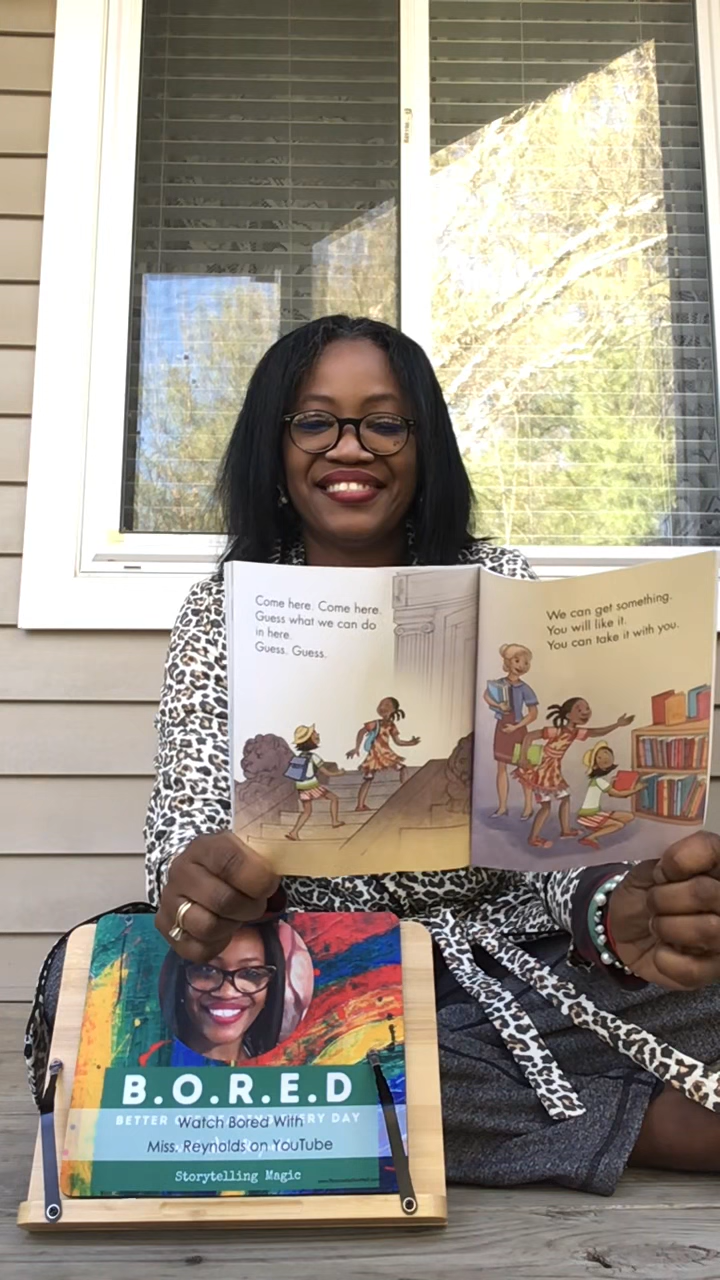 Come here. Come here.
Guess what we can do
in here.
Guess. Guess.
We can get something.
You will like it.
You can take it with you.
B.O.R.E.D
BETTER EVERY DAY
Watch Bored With
Miss. Reynolds on YouTube
Storytelling Magic